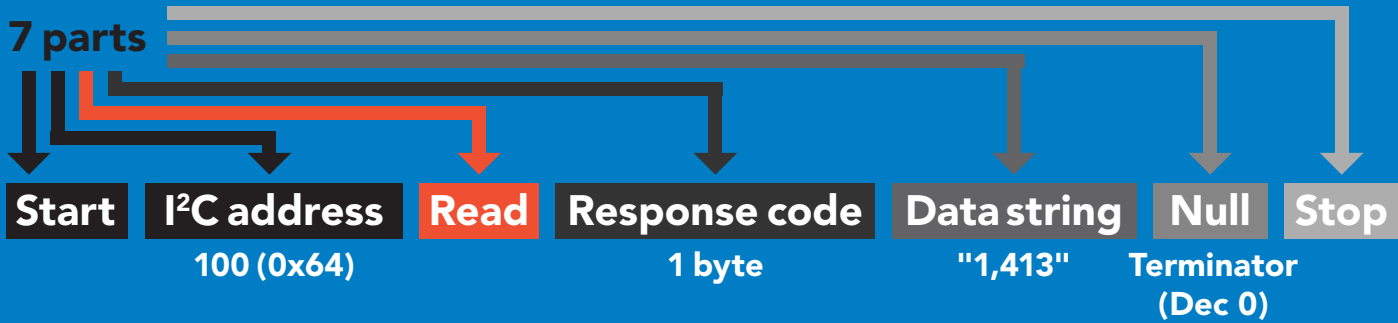 7 parts
Start I²C address Read Response code Data string Null Stop
100 (0x64) 1 byte "1,413" Terminator
(Dec 0)